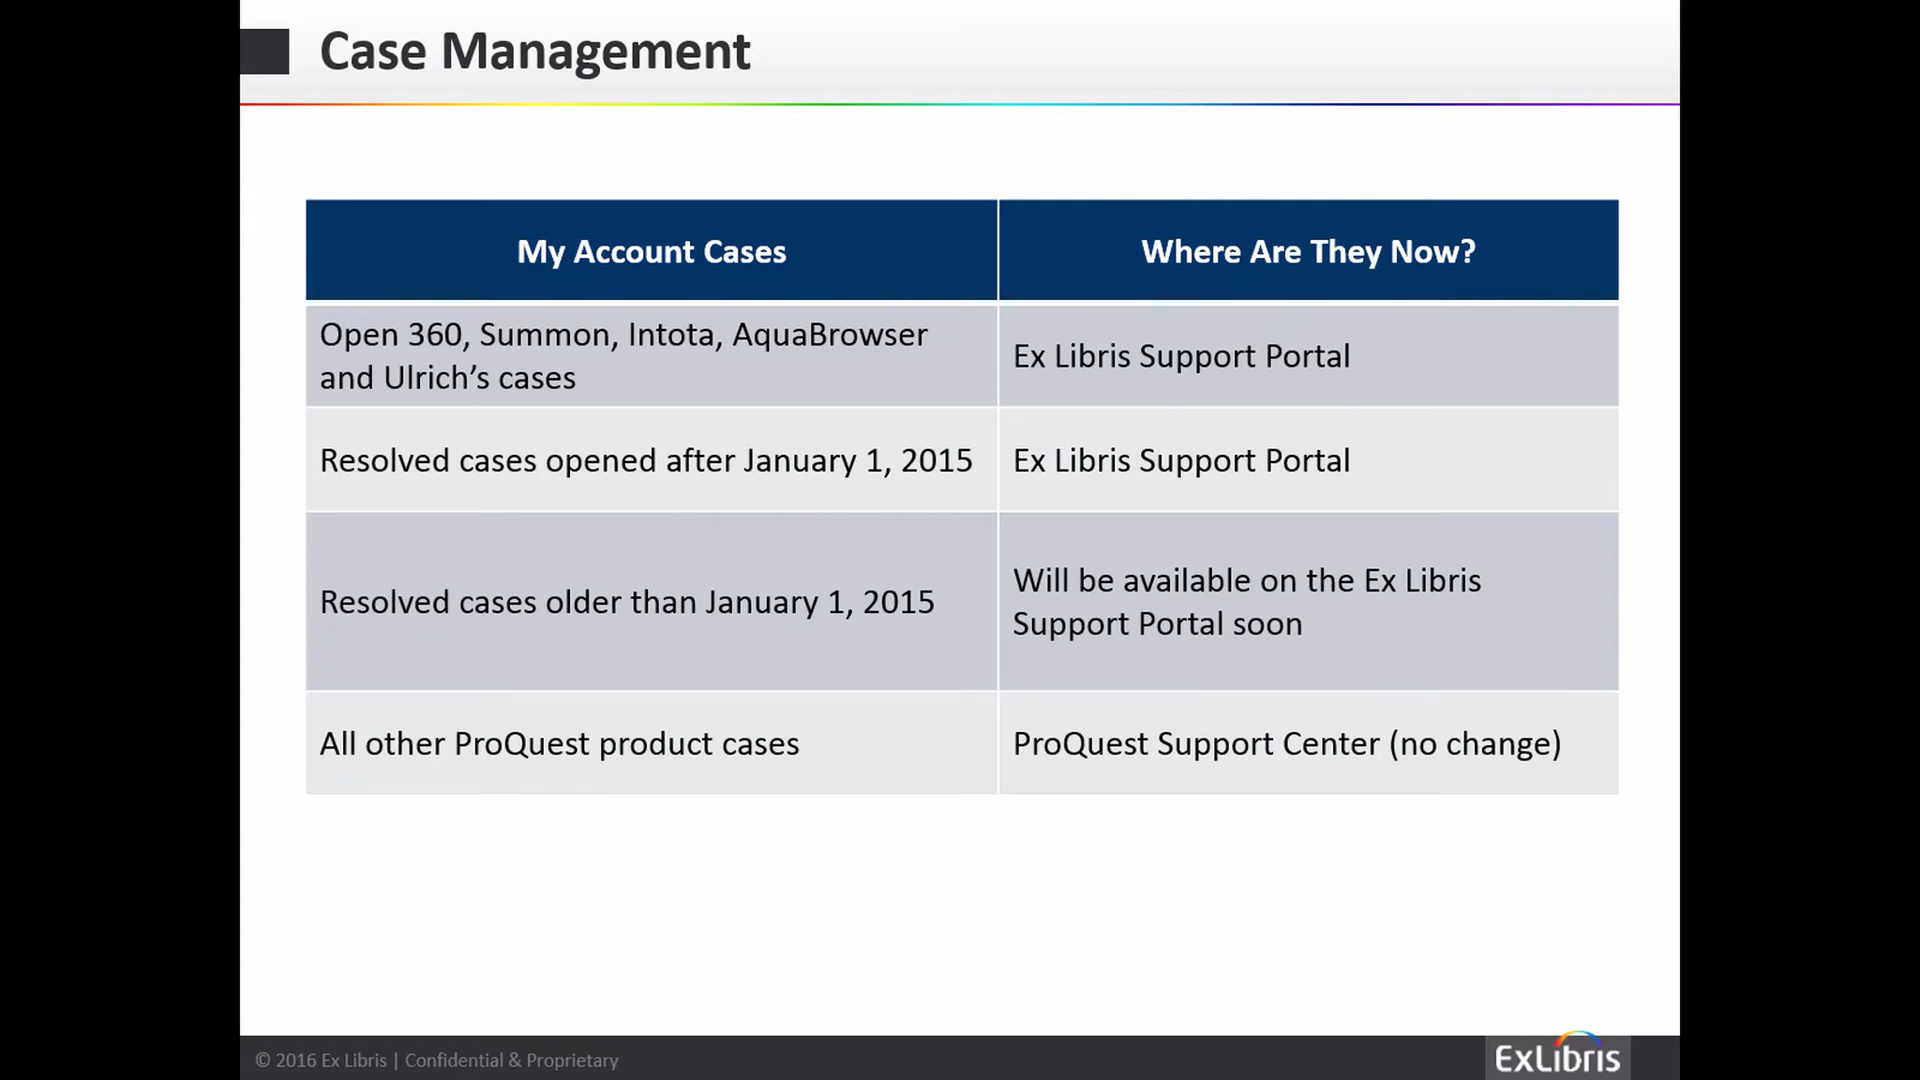 Case Management
My Account Cases
Where Are They Now?
Open 360, Summon, Intota, AquaBrowser
and Ulrich’s cases
Ex Libris Support Portal
Resolved cases opened after January 1, 2015
Ex Libris Support Portal
Resolved cases older than January 1, 2015
Will be available on the Ex Libris
Support Portal soon
All other ProQuest product cases
ProQuest Support Center (no change)
© 2016 Ex Libris | Confidential & Proprietary
ExLibris